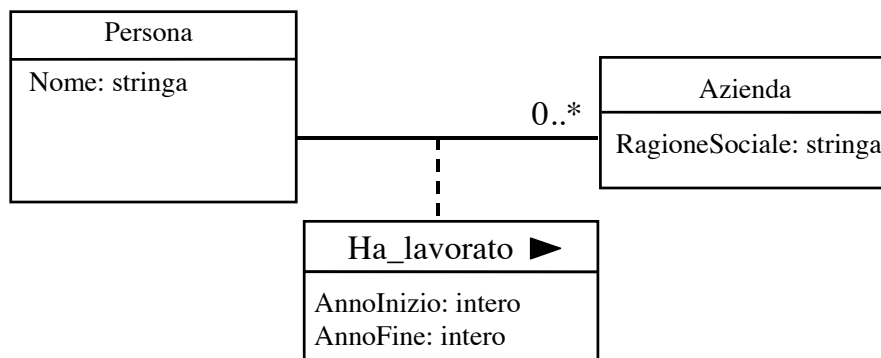 Persona
Nome: stringa
Azienda
0..*
RagioneSociale: stringa
Ha_lavorato
AnnoInizio: intero
AnnoFine: intero